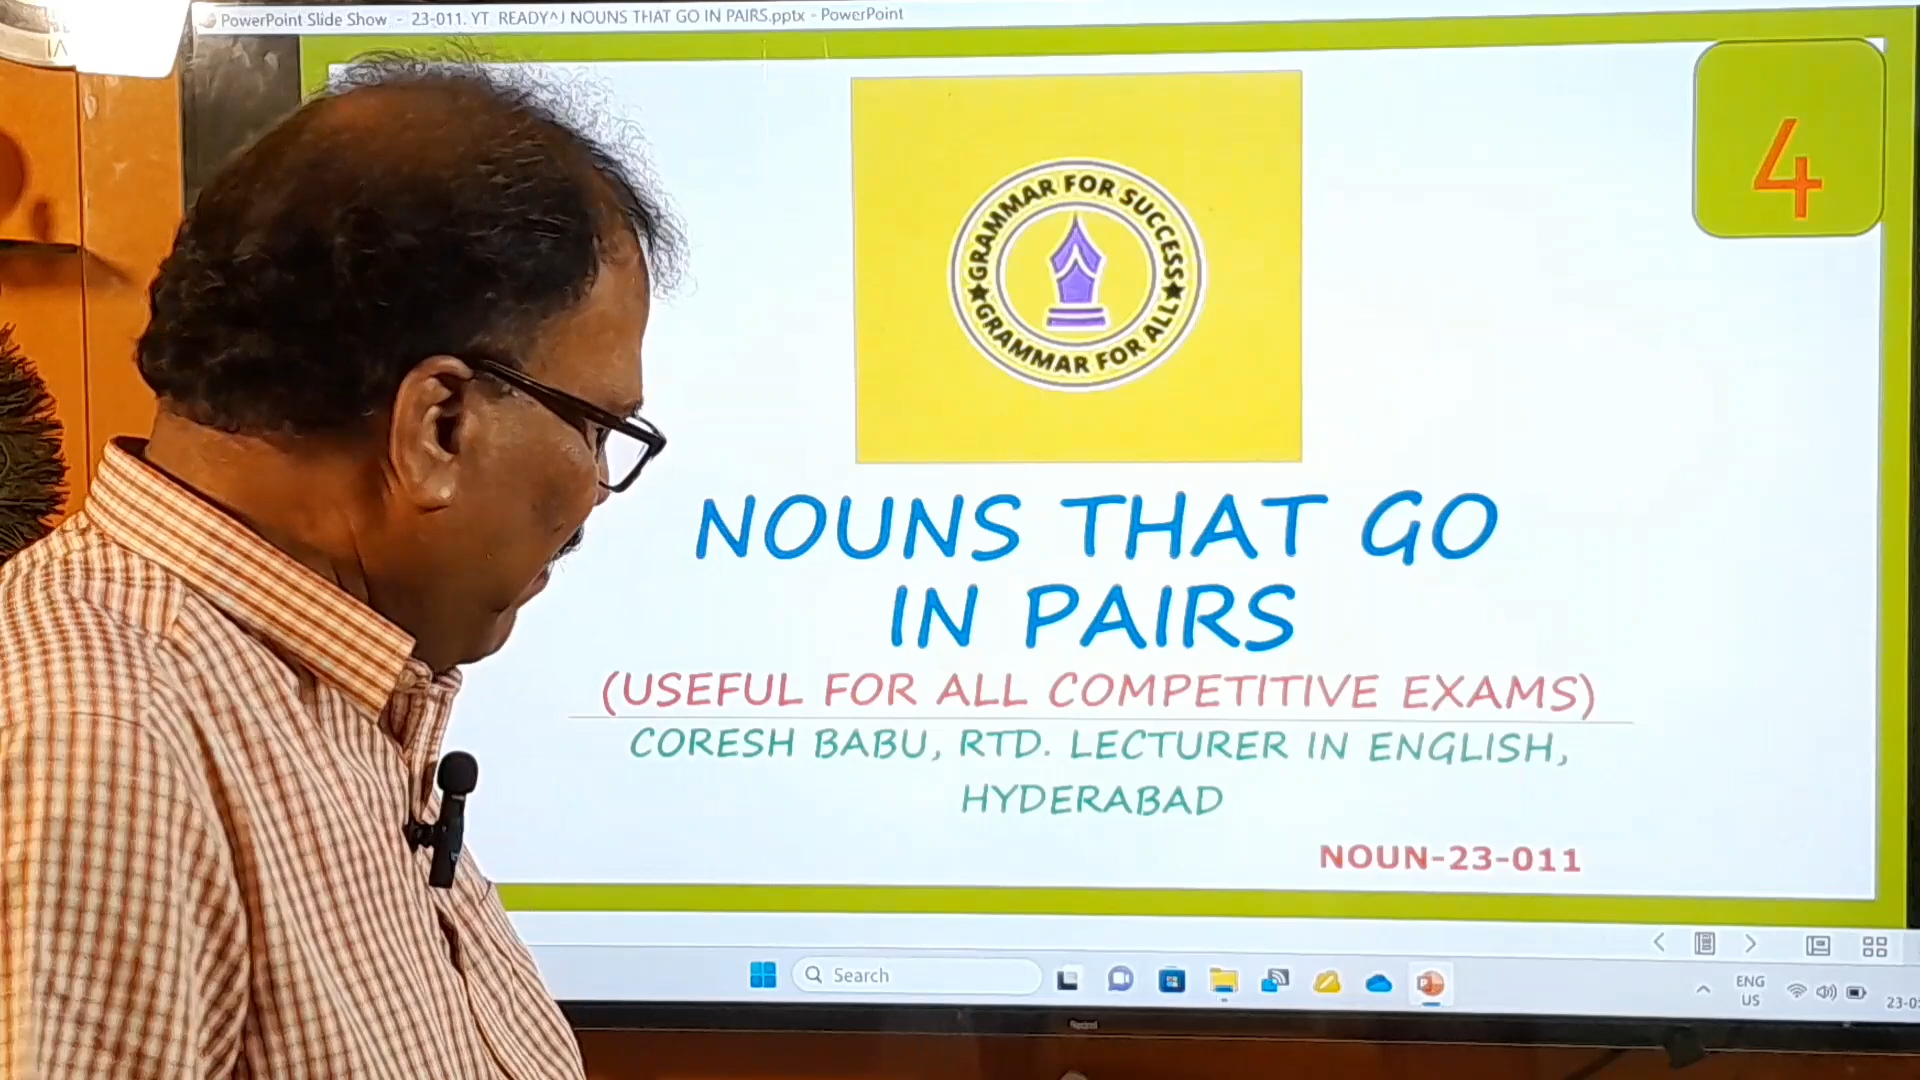 PowerPoint Slide Show - 23-011. YT READY^J NOUNS THAT GO IN PAIRS.pptx - PowerPoint
4
GRAMMAR FOR SUCCESS
GRAMMAR FOR ALL
NOUNS THAT GO
IN PAIRS
(USEFUL FOR ALL COMPETITIVE EXAMS)
CORESH BABU, RTD. LECTURER IN ENGLISH,
HYDERABAD
NOUN-23-011
Search
ENG
US